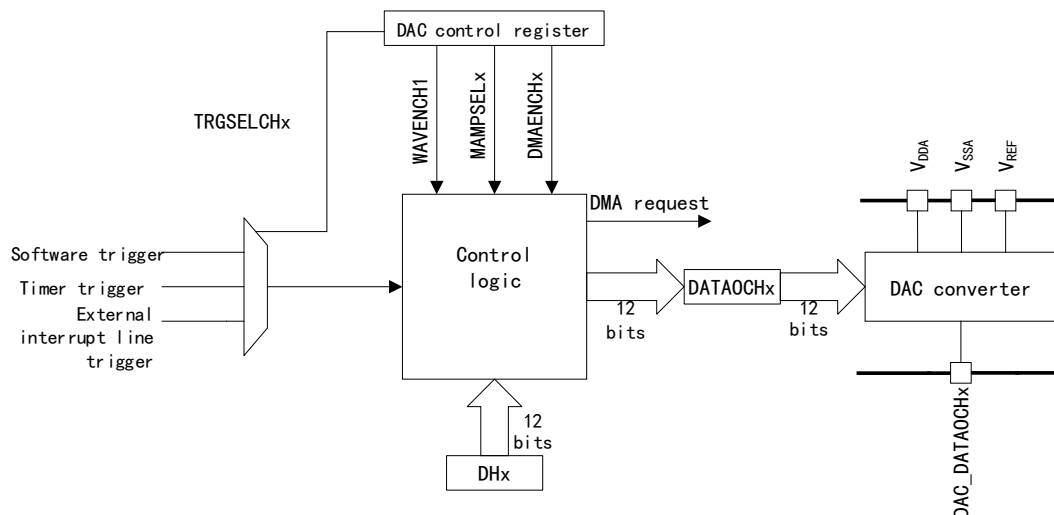 DAC control register
TRGSELCHx
WAVENCH1
MAMPSELx
DMAENCHx
VDDA
VSSA
VREF
DMA request
Software trigger
Timer trigger
External
interrupt line
trigger
Control
logic
DATAOCHx
DAC converter
12
bits
12
bits
12
bits
DHx
DAC_DATAOCHx